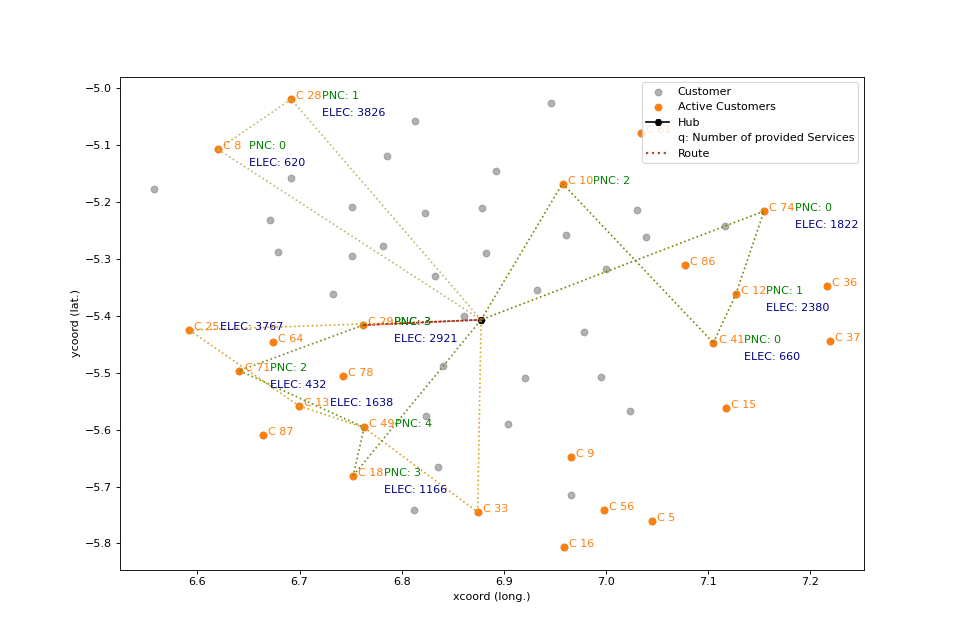 −5.0
−5.1
−5.2
−5.3
−5.4
−5.5
−5.6
−5.7
−5.8
ycoord (lat.)
6.6 6.7 6.8 6.9 7.0 7.1 7.2
xcoord (long.)
Customer
Active Customers
Hub
q: Number of provided Services
Route
C 61
C 28 PNC: 1
ELEC: 3826
C 8 PNC: 0
ELEC: 620
C 10 PNC: 2
C 74 PNC: 0
ELEC: 1822
C 86
C 36
C 12 PNC: 1
ELEC: 2380
C 25 ELEC: 3767
C 29 PNC: 3
ELEC: 2921
C 64
C 41 PNC: 0
ELEC: 660
C 37
C 71 PNC: 2
ELEC: 432
C 78
C 13 ELEC: 1638
C 15
C 49 PNC: 4
C 87
C 9
C 18 PNC: 3
ELEC: 1166
C 33
C 56
C 5
C 16